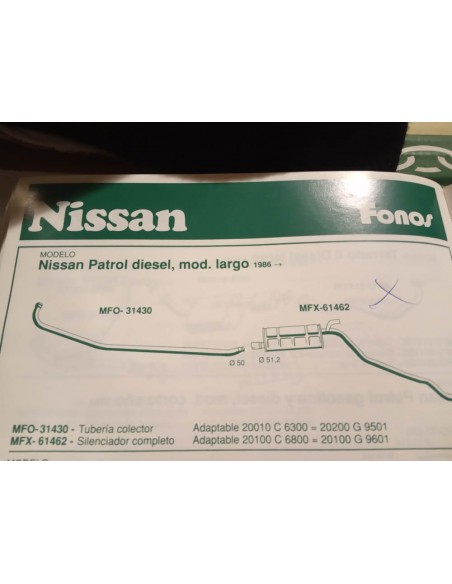 Nissan
Fonos
MODELO
Nissan Patrol diesel, mod. largo 1986 →
MFO- 31430
MFX-61462
Ø 50
Ø 51,2
MFO-31430 - Tubería colector Adaptable 20010 C 6300 = 20200 G 9501
MFX- 61462 - Silenciador completo Adaptable 20100 C 6800 = 20100 G 9601